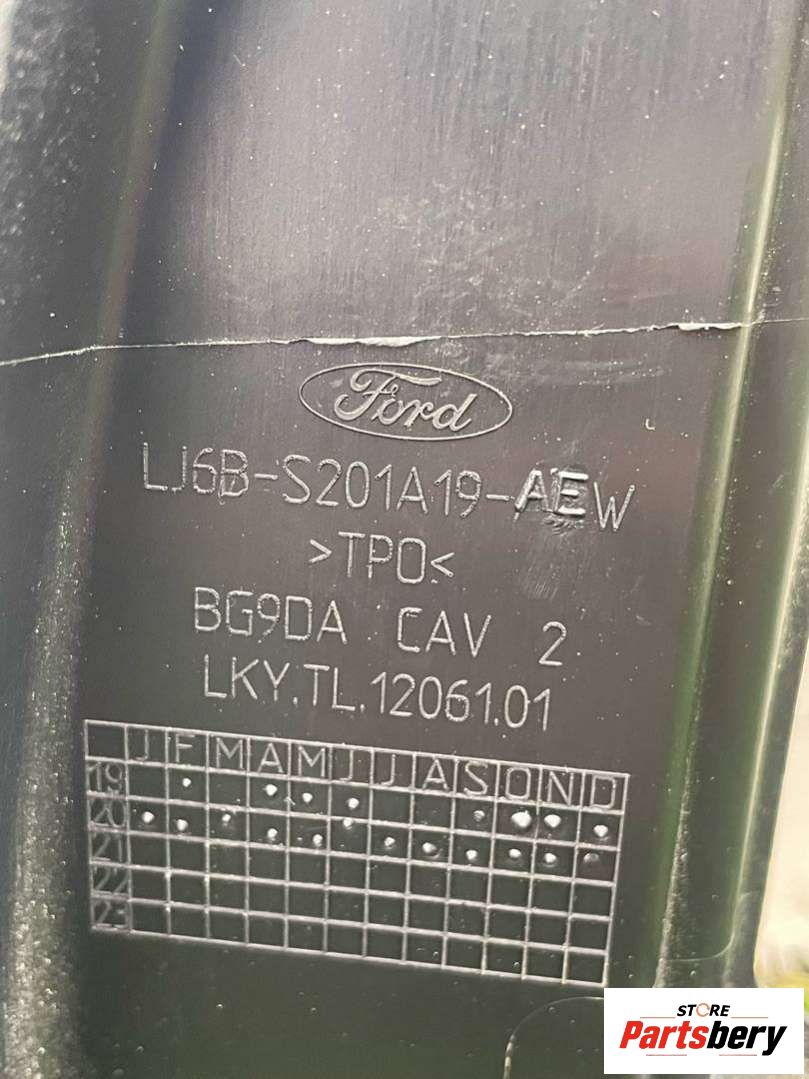 Ford
LJ6B-S201A19-AEW
>TPO<
BG9DA CAV 2
LKY.TL.12061.01
J F M A M J J A S O N D
19
20
21
22
23
STORE
Partsbery